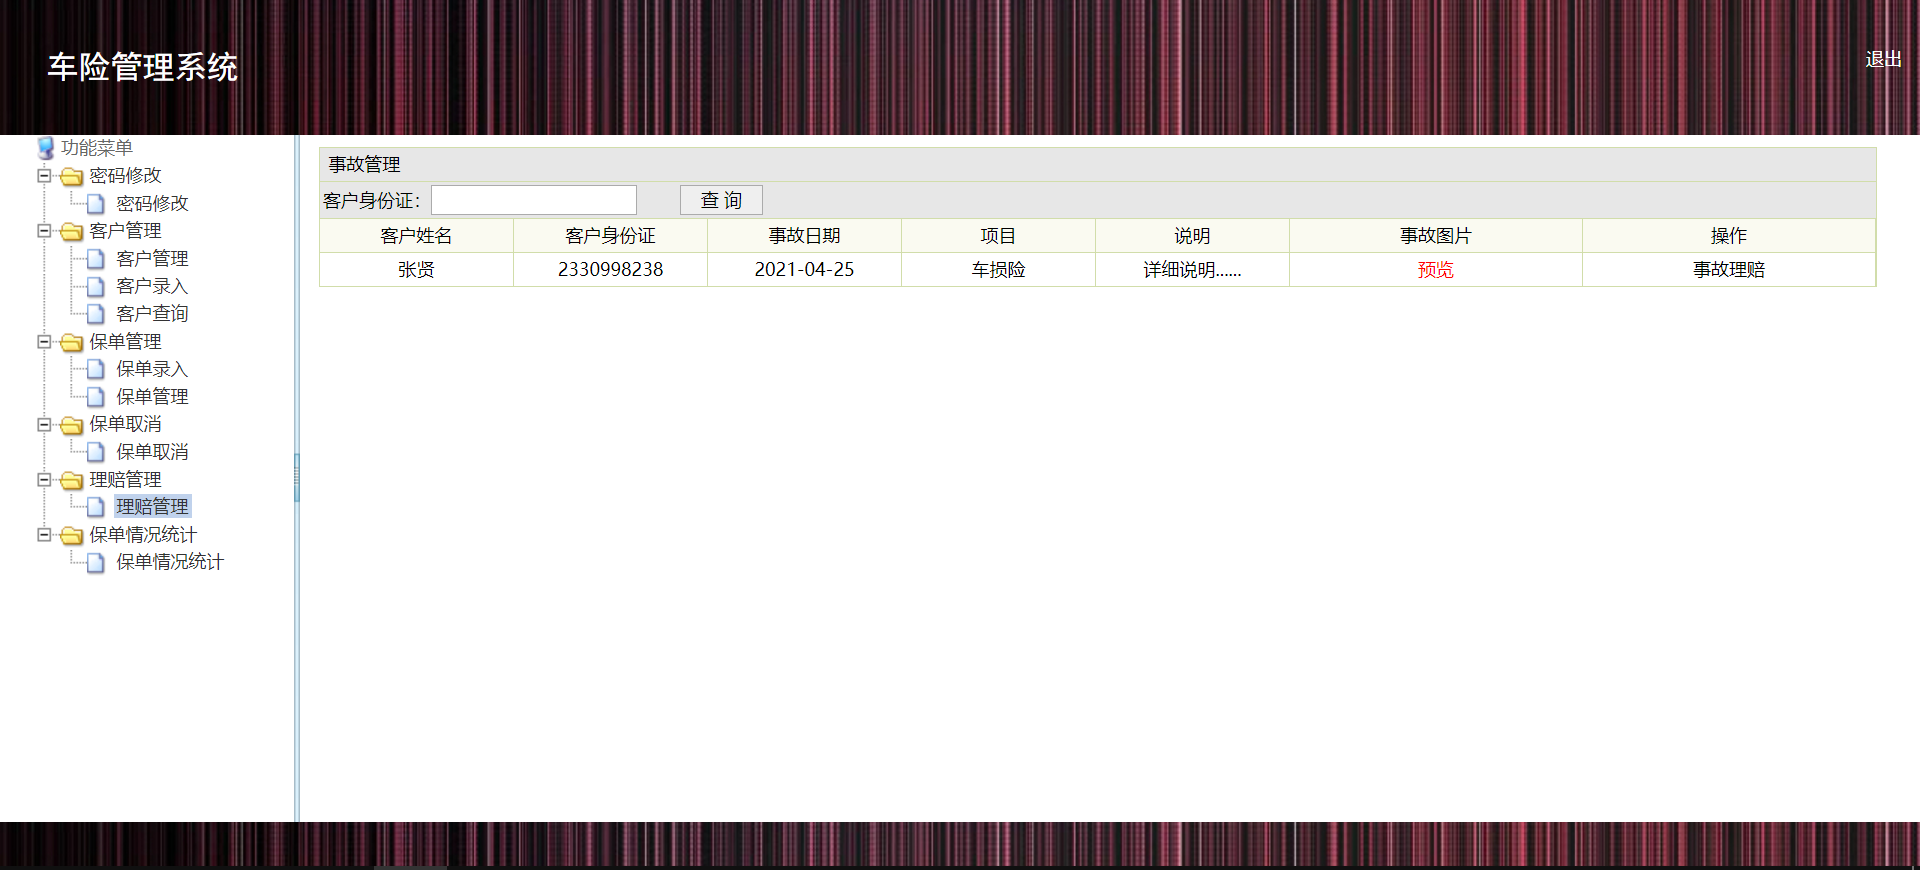 车险管理系统
退出
功能菜单
密码修改
密码修改
客户管理
客户管理
客户录入
客户查询
保单管理
保单录入
保单管理
保单取消
保单取消
理赔管理
理赔管理
保单情况统计
保单情况统计
事故管理
客户身份证： 查 询
客户姓名 客户身份证 事故日期 项目 说明 事故图片 操作
张贤 2330998238 2021-04-25 车损险 详细说明...... 预览 事故理赔